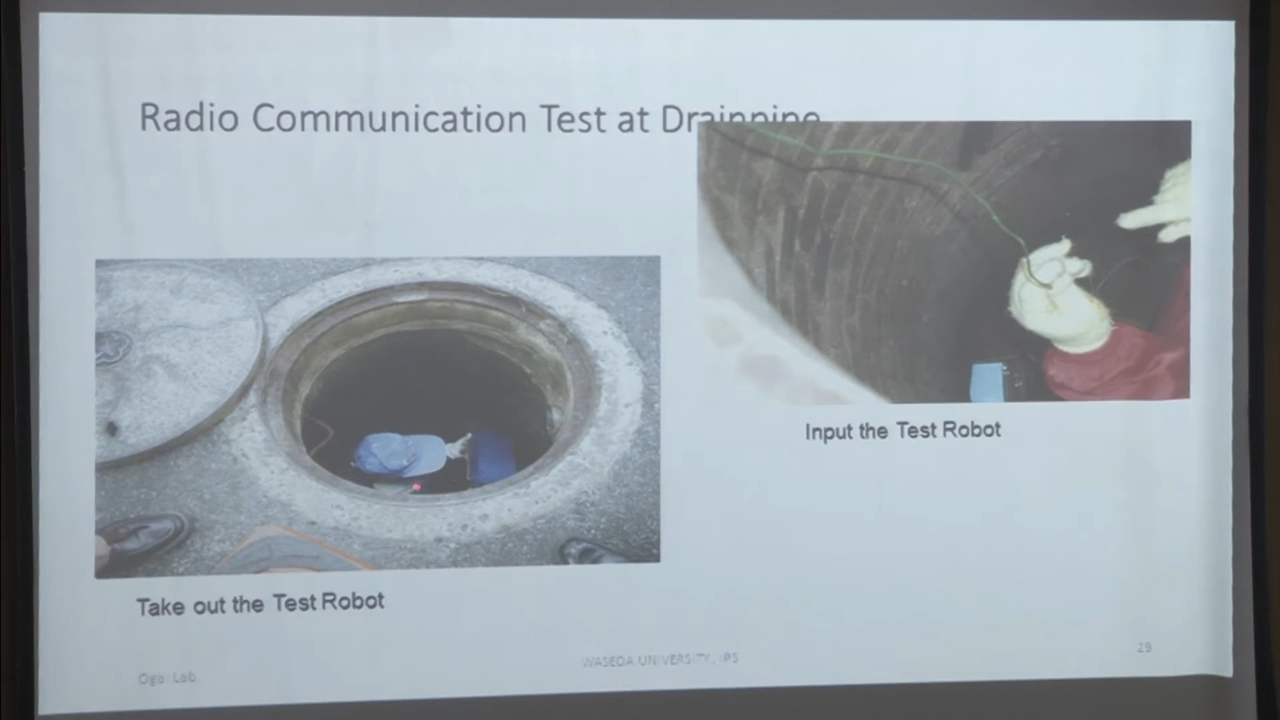 Radio Communication Test at Drainpipe
Input the Test Robot
Take out the Test Robot
WASEDA UNIVERSITY, IPS
29
Ogai Lab.